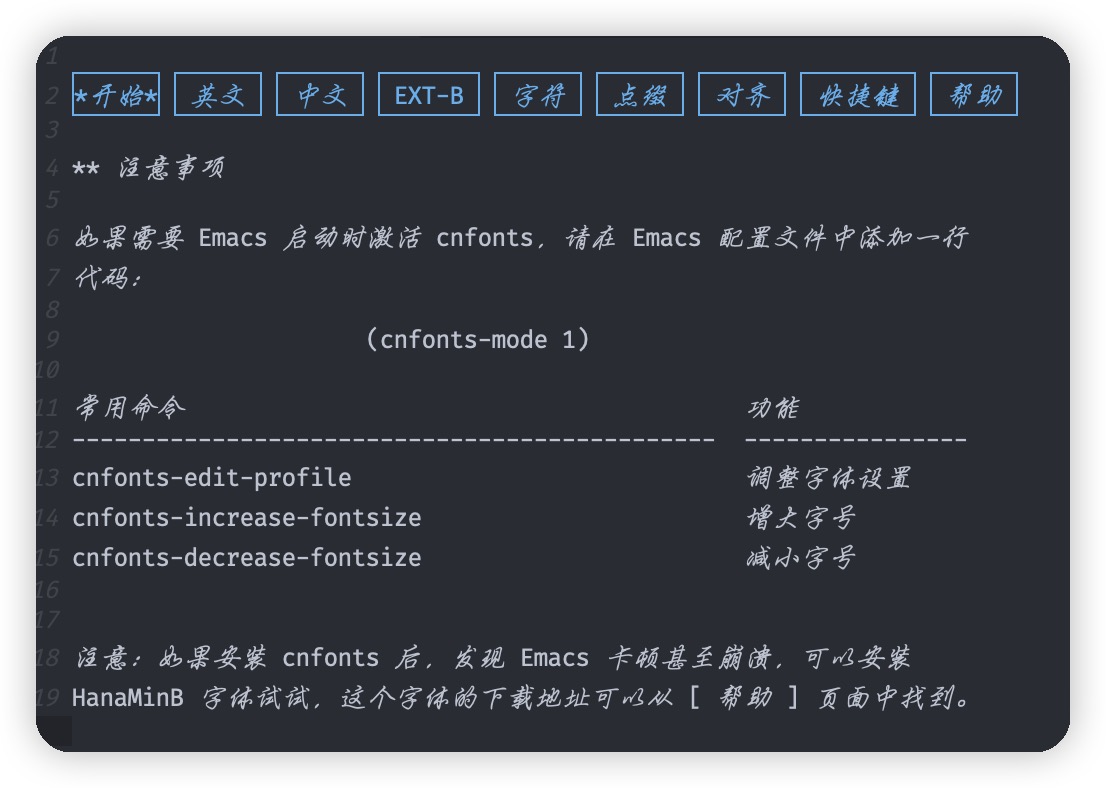 1
2 *开始* 英文 中文 EXT-B 字符 点缀 对齐 快捷键 帮助
3
4 ** 注意事项
5
6 如果需要 Emacs 启动时激活 cnfonts，请在 Emacs 配置文件中添加一行
7 代码：
8
9 (cnfonts-mode 1)
10
11 常用命令 功能
12 ---------------------------------------------- ----------------
13 cnfonts-edit-profile 调整字体设置
14 cnfonts-increase-fontsize 增大字号
15 cnfonts-decrease-fontsize 减小字号
16
17
18 注意：如果安装 cnfonts 后，发现 Emacs 卡顿甚至崩溃，可以安装
19 HanaMinB 字体试试，这个字体的下载地址可以从 [ 帮助 ] 页面中找到。